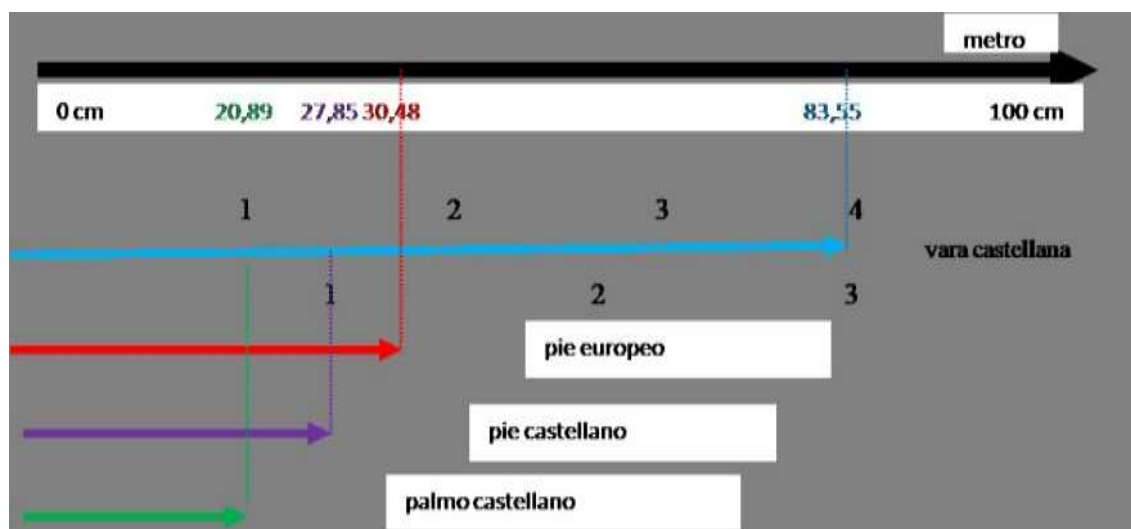 metro
0 cm 20,89 27,85 30,48 83,55 100 cm
1 2 3 4
vara castellana
1 2 3
pie europeo
pie castellano
palmo castellano